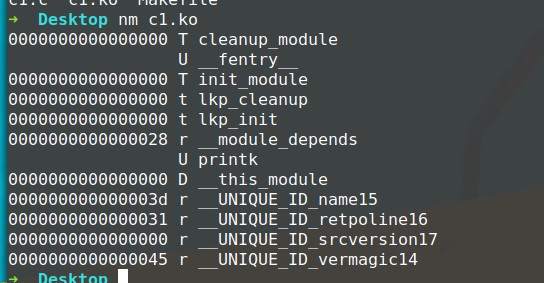 c1.c c1.ko Makefile
➜ Desktop nm c1.ko
0000000000000000 T cleanup_module
                 U __fentry__
0000000000000000 T init_module
0000000000000000 t lkp_cleanup
0000000000000000 t lkp_init
0000000000000028 r __module_depends
                 U printk
0000000000000000 D __this_module
000000000000003d r __UNIQUE_ID_name15
0000000000000031 r __UNIQUE_ID_retpoline16
0000000000000000 r __UNIQUE_ID_srcversion17
0000000000000045 r __UNIQUE_ID_vermagic14
➜ Desktop